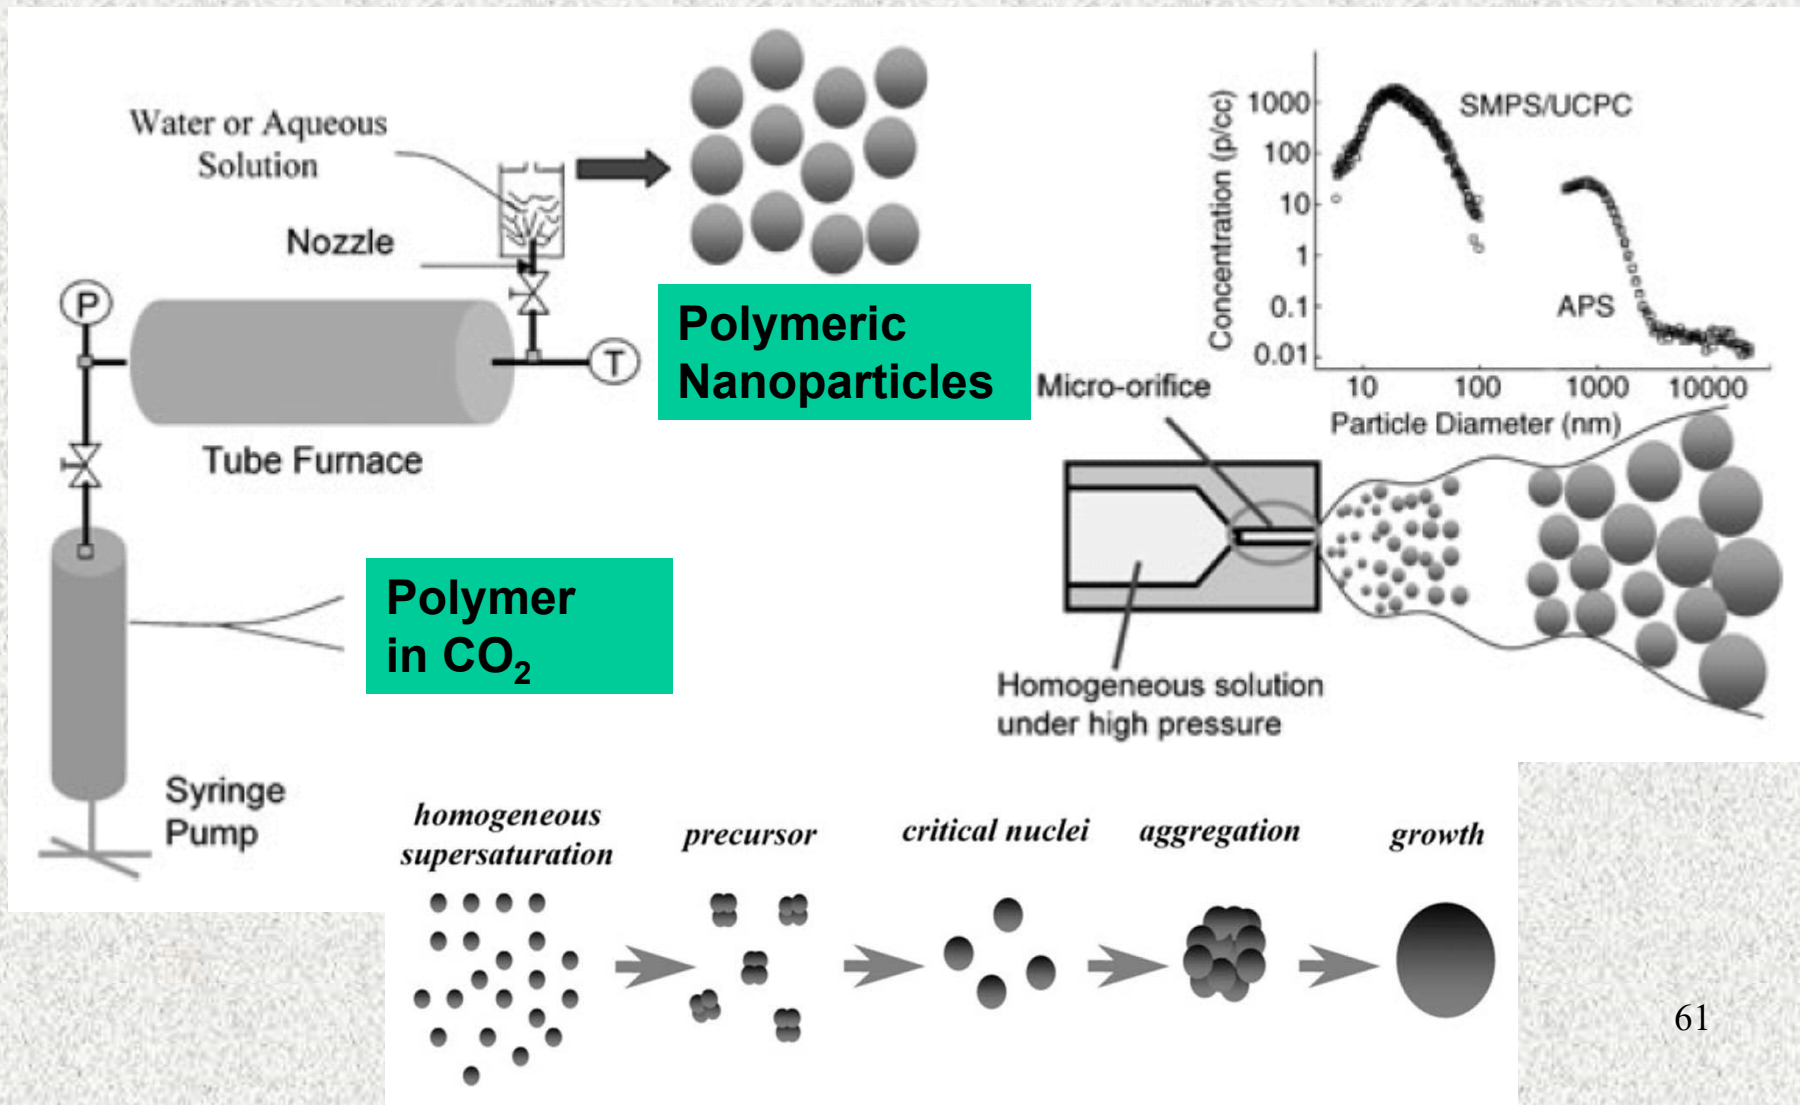 Water or Aqueous
Solution
Nozzle
P
T
Tube Furnace
Polymeric
Nanoparticles
Polymer
in CO₂
Syringe
Pump
Concentration (p/cc)
1000
100
10
1
0.1
0.01
SMPS/UCPC
APS
10 100 1000 10000
Particle Diameter (nm)
Micro-orifice
Homogeneous solution
under high pressure
homogeneous
supersaturation
precursor
critical nuclei
aggregation
growth
61